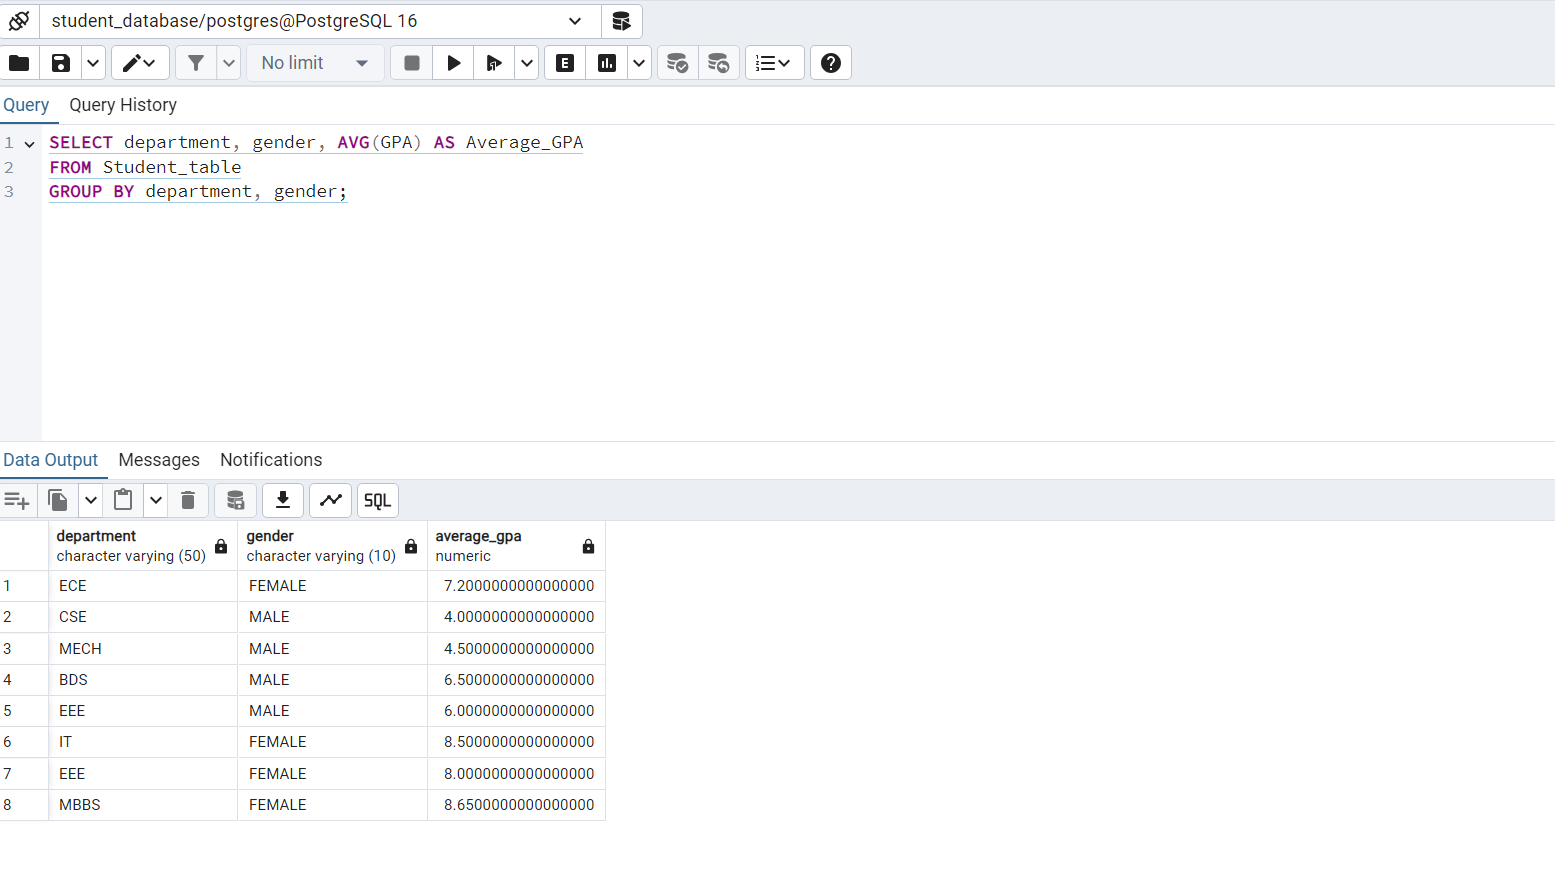 student_database/postgres@PostgreSQL 16
No limit
E
Query Query History
1 SELECT department, gender, AVG(GPA) AS Average_GPA
2 FROM Student_table
3 GROUP BY department, gender;
Data Output Messages Notifications
SQL
department gender average_gpa
character varying (50) character varying (10) numeric
1 ECE FEMALE 7.2000000000000000
2 CSE MALE 4.0000000000000000
3 MECH MALE 4.5000000000000000
4 BDS MALE 6.5000000000000000
5 EEE MALE 6.0000000000000000
6 IT FEMALE 8.5000000000000000
7 EEE FEMALE 8.0000000000000000
8 MBBS FEMALE 8.6500000000000000